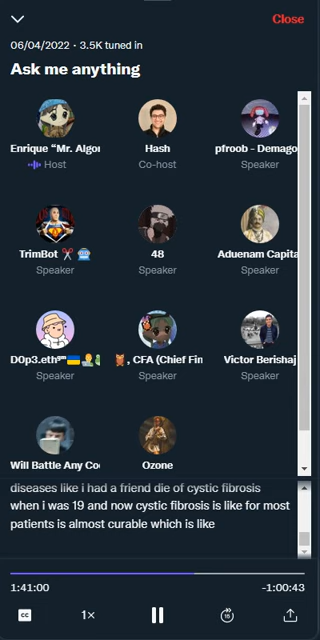 Close
06/04/2022 · 3.5K tuned in
Ask me anything
Enrique "Mr. Algor
Host
Hash
Co-host
pfroob - Demago
Speaker
TrimBot ✂️ 🤖
Speaker
48
Speaker
Aduenam Capita
Speaker
D0p3.eth
Speaker
, CFA (Chief Fin
Speaker
Victor Berishaj
Speaker
Will Battle Any Co
Ozone
diseases like i had a friend die of cystic fibrosis
when i was 19 and now cystic fibrosis is like for most
patients is almost curable which is like
1:41:00
-1:00:43
CC
1×
15